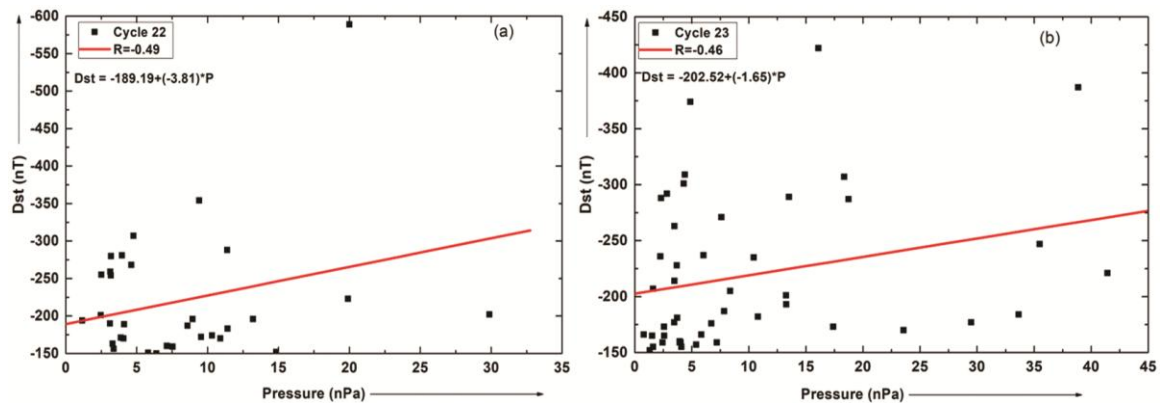 (a)
Cycle 22
R=-0.49
Dst = -189.19+(-3.81)*P
-600
-550
-500
-450
-400
-350
-300
-250
-200
-150
Dst (nT)
0 5 10 15 20 25 30 35
Pressure (nPa)
(b)
Cycle 23
R=-0.46
Dst = -202.52+(-1.65)*P
-450
-400
-350
-300
-250
-200
-150
Dst (nT)
0 5 10 15 20 25 30 35 40 45
Pressure (nPa)